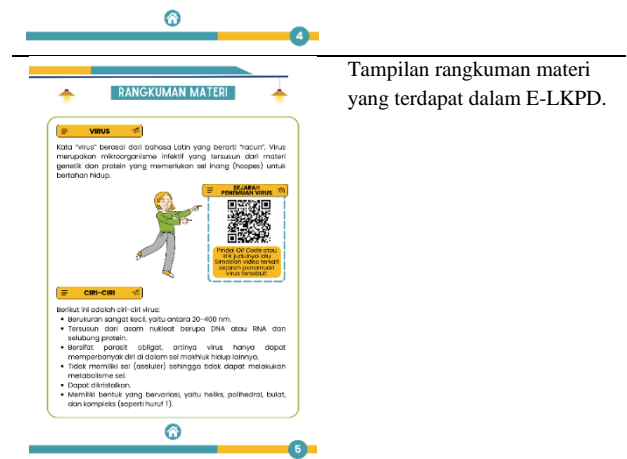 4
Tampilan rangkuman materi
yang terdapat dalam E-LKPD.
RANGKUMAN MATERI
VIRUS
Kata "virus" berasal dari bahasa Latin yang berarti "racun". Virus
merupakan mikroorganisme infektif yang tersusun dari materi
genetik dan protein yang memerlukan sel inang (hospes) untuk
bertahan hidup.
SEJARAH
PENEMUAN VIRUS
Pindai QR Code atau
klik judulnya lalu
Simaklah video terkait
sejarah penemuan
virus tersebut!
CIRI-CIRI
Berikut ini adalah ciri-ciri virus:
• Berukuran sangat kecil, yaitu antara 20-400 nm.
• Tersusun dari asam nukleat berupa DNA atau RNA dan
selubung protein.
• Bersifat parasit obligat, artinya virus hanya dapat
memperbanyak diri di dalam sel makhluk hidup lainnya.
• Tidak memiliki sel (aseluler) sehingga tidak dapat melakukan
metabolisme sel.
• Dapat dikristalkan.
• Memiliki bentuk yang bervariasi, yaitu heliks, polihedral, bulat,
dan kompleks (seperti huruf T).
5